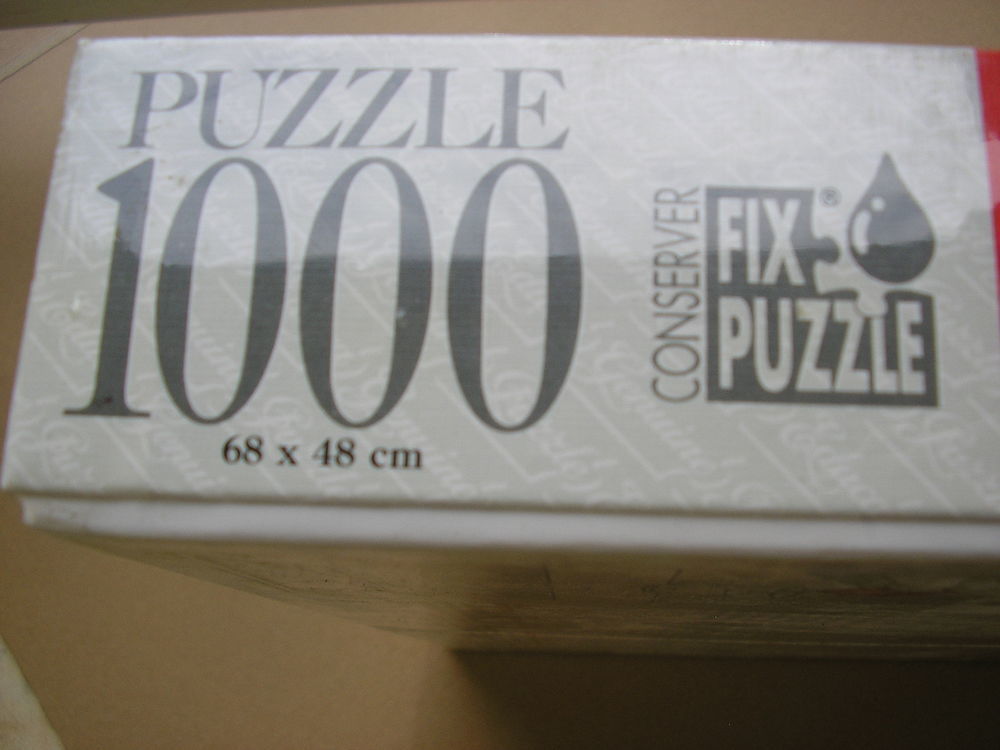 PUZZLE
1000
68 x 48 cm
CONSERVER
FIX ®
PUZZLE